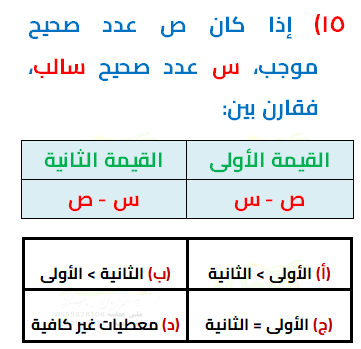 ١٥) إذا كان ص عدد صحيح
موجب، س عدد صحيح سالب،
فقارن بين:
القيمة الأولى القيمة الثانية
ص - س س - ص
(أ) الأولى > الثانية (ب) الثانية > الأولى
(ج) الأولى = الثانية (د) معطيات غير كافية